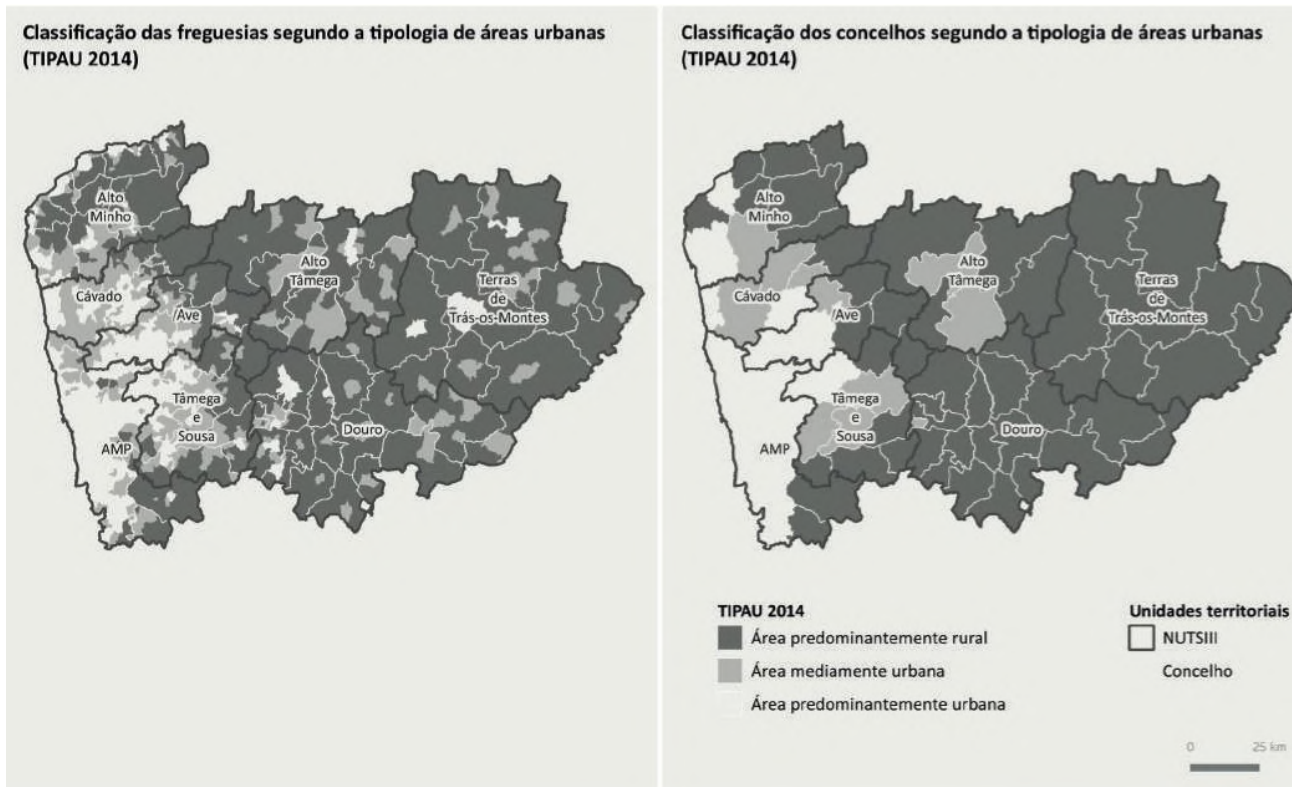 Classificação das freguesias segundo a tipologia de áreas urbanas
(TIPAU 2014)
Alto
Minho
Cávado
Ave
Alto
Tâmega
Terras
de
Trás-os-Montes
Tâmega
e
Sousa
AMP
Douro
Classificação dos concelhos segundo a tipologia de áreas urbanas
(TIPAU 2014)
Alto
Minho
Cávado
Ave
Alto
Tâmega
Terras
de
Trás-os-Montes
Tâmega
e
Sousa
AMP
Douro
TIPAU 2014
Área predominantemente rural
Área mediamente urbana
Área predominantemente urbana
Unidades territoriais
NUTSIII
Concelho
0 25 km